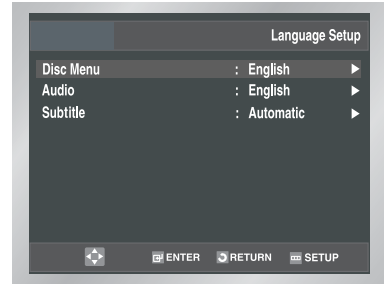 Language Setup
Disc Menu : English ▶
Audio : English ▶
Subtitle : Automatic ▶
ENTER RETURN SETUP